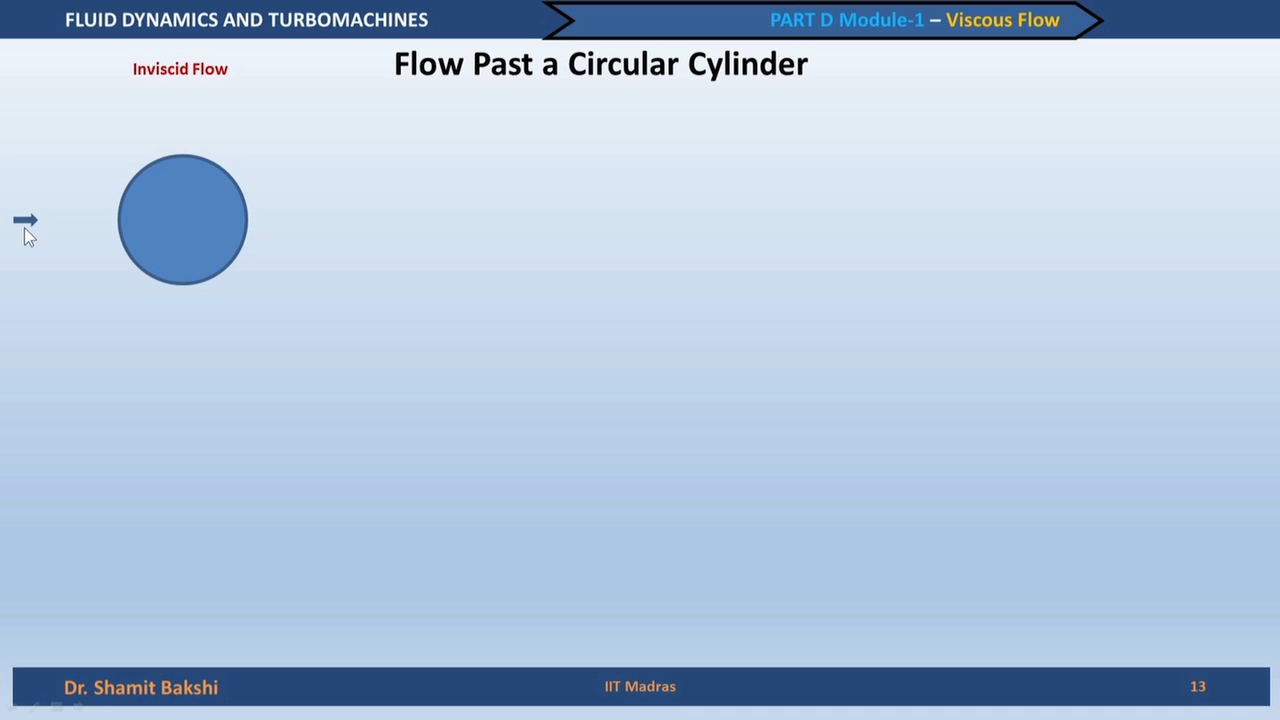 FLUID DYNAMICS AND TURBOMACHINES
PART D Module-1 – Viscous Flow
Inviscid Flow
Flow Past a Circular Cylinder
Dr. Shamit Bakshi
IIT Madras
13